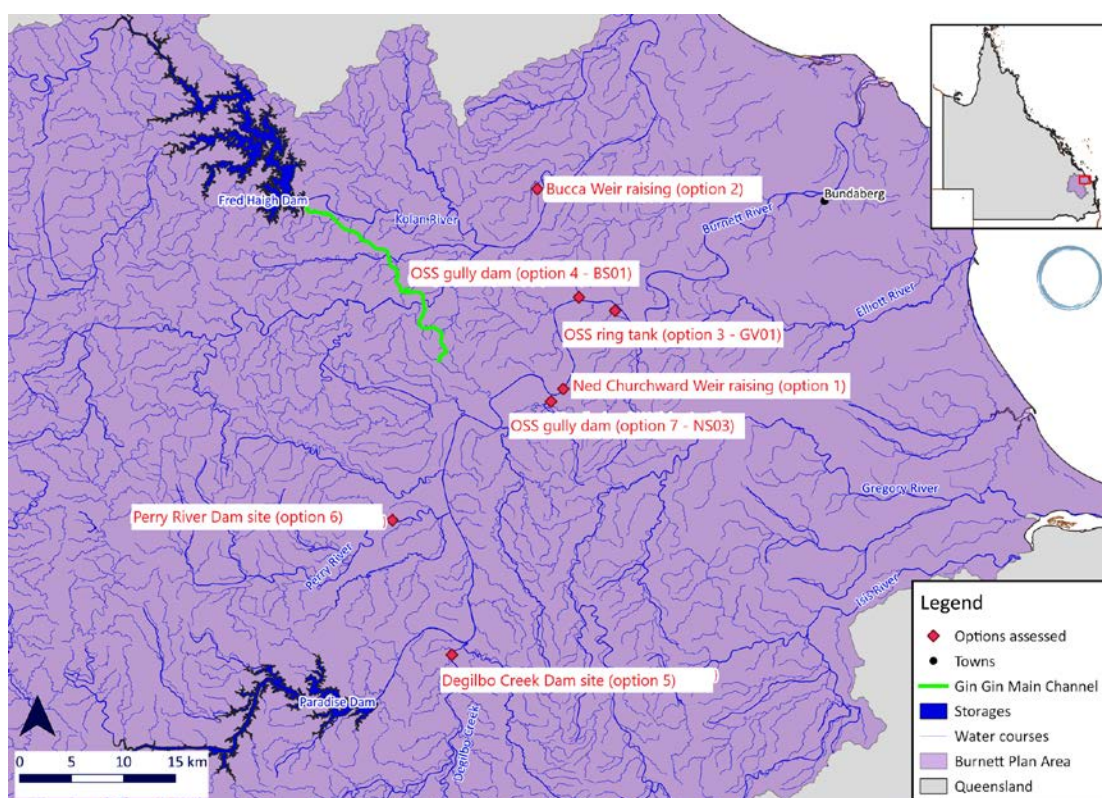 Bucca Weir raising (option 2)
Fred Haigh Dam
Kolan River
Burnett River
Bundaberg
OSS gully dam (option 4 - BS01)
Elliott River
OSS ring tank (option 3 - GV01)
Ned Churchward Weir raising (option 1)
OSS gully dam (option 7 - NS03)
Gregory River
Perry River Dam site (option 6)
)
Perry River
Isis River
Degilbo Creek Dam site (option 5)
)
Paradise Dam
Degilbo Creek
0 5 10 15 km
Legend
Options assessed
Towns
Gin Gin Main Channel
Storages
Water courses
Burnett Plan Area
Queensland